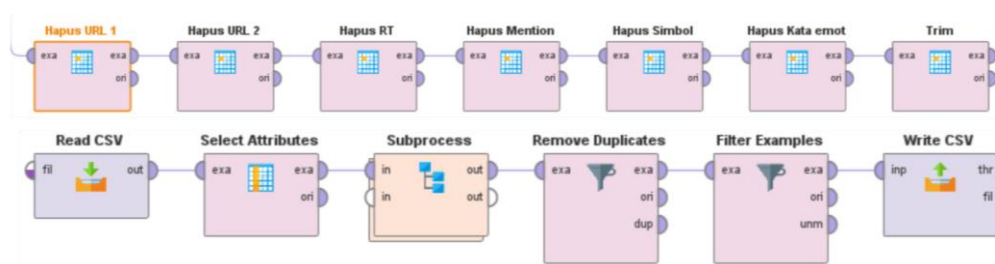 Hapus URL 1 Hapus URL 2 Hapus RT Hapus Mention Hapus Simbol Hapus Kata emot Trim
exa exa exa exa exa exa exa exa exa exa exa exa exa exa
ori ori ori ori ori ori ori
Read CSV Select Attributes Subprocess Remove Duplicates Filter Examples Write CSV
fil out exa exa in out exa exa exa exa inp thr
ori in out ori ori fil
dup unm